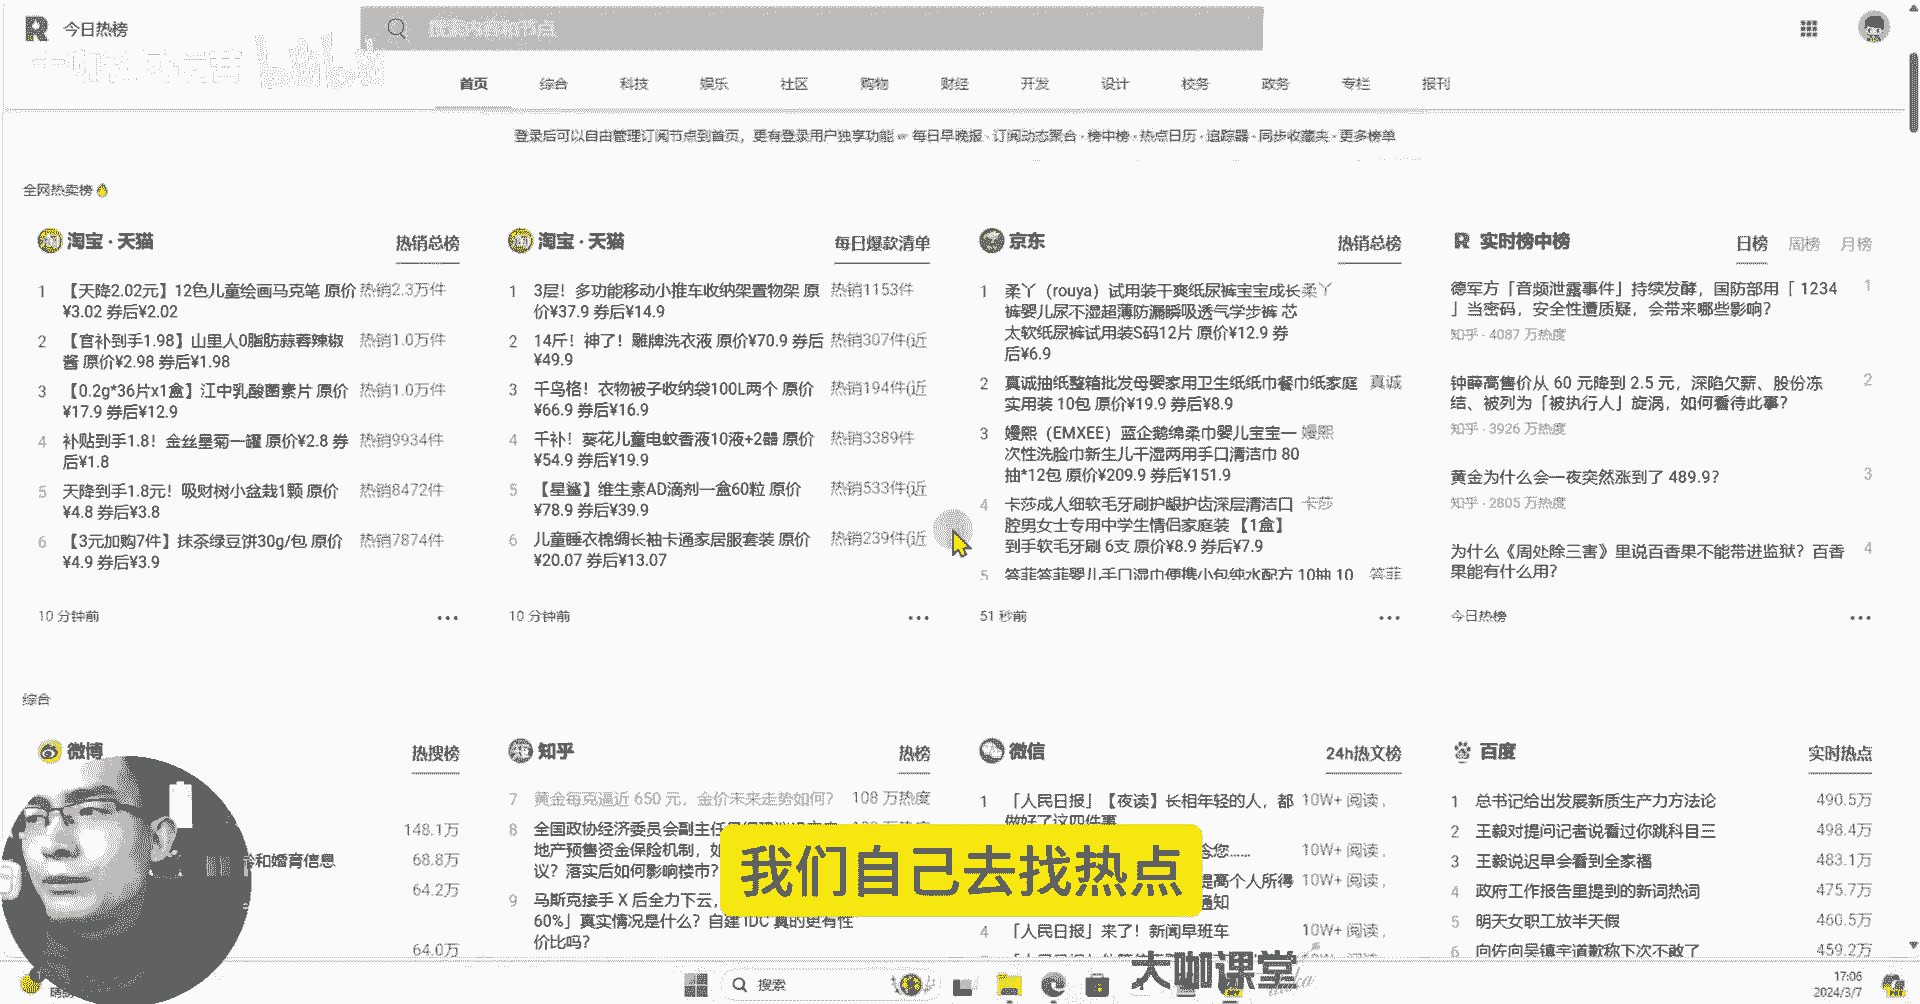 今日热榜
搜索内容和节点
首页 综合 科技 娱乐 社区 购物 财经 开发 设计 校务 政务 专栏 报刊
登录后可以自由管理订阅节点到首页，更有登录用户独享功能 ☞ 每日早晚报 · 订阅动态聚合 · 榜中榜 · 热点日历 · 追踪器 · 同步收藏夹 · 更多榜单
全网热卖榜
淘宝 · 天猫 热销总榜
1 【天降2.02元】12色儿童绘画马克笔 原价 热销2.3万件
¥3.02 券后¥2.02
2 【官补到手1.98】山里人0脂肪蒜蓉辣椒 热销1.0万件
酱 原价¥2.98 券后¥1.98
3 【0.2g*36片x1盒】江中乳酸菌素片 原价 热销1.0万件
¥17.9 券后¥12.9
4 补贴到手1.8！金丝皇菊一罐 原价¥2.8 券 热销9934件
后¥1.8
5 天降到手1.8元！吸财树小盆栽1颗 原价 热销8472件
¥4.8 券后¥3.8
6 【3元加购7件】抹茶绿豆饼30g/包 原价 热销7874件
¥4.9 券后¥3.9
10 分钟前
淘宝 · 天猫 每日爆款清单
1 3层！多功能移动小推车收纳架置物架 原 热销1153件
价¥37.9 券后¥14.9
2 14斤！神了！雕牌洗衣液 原价¥70.9 券后 热销307件(近
¥49.9
3 千鸟格！衣物被子收纳袋100L两个 原价 热销194件(近
¥66.9 券后¥16.9
4 千补！葵花儿童电蚊香液10液+2器 原价 热销3389件
¥54.9 券后¥19.9
5 【星鲨】维生素AD滴剂一盒60粒 原价 热销533件(近
¥78.9 券后¥39.9
6 儿童睡衣棉绸长袖卡通家居服套装 原价 热销239件(近
¥20.07 券后¥13.07
10 分钟前
京东 热销总榜
1 柔丫（rouya）试用装干爽纸尿裤宝宝成长 柔丫
裤婴儿尿不湿超薄防漏瞬吸透气学步裤 芯
太软纸尿裤试用装S码12片 原价¥12.9 券
后¥6.9
2 真诚抽纸整箱批发母婴家用卫生纸纸巾餐巾纸家庭 真诚
实用装 10包 原价¥19.9 券后¥8.9
3 嫚熙（EMXEE）蓝企鹅绵柔巾婴儿宝宝一 嫚熙
次性洗脸巾新生儿干湿两用手口清洁巾 80
抽*12包 原价¥209.9 券后¥151.9
4 卡莎成人细软毛牙刷护龈护齿深层清洁口 卡莎
腔男女士专用中学生情侣家庭装 【1盒】
到手软毛牙刷 6支 原价¥8.9 券后¥7.9
5 答菲答菲婴儿手口湿巾便携小包纯水配方 10抽 10 答菲
51 秒前
实时榜中榜 日榜 周榜 月榜
德军方「音频泄露事件」持续发酵，国防部用「 1234 1
」当密码，安全性遭质疑，会带来哪些影响？
知乎 · 4087 万热度
钟薛高售价从 60 元降到 2.5 元，深陷欠薪、股份冻 2
结、被列为「被执行人」旋涡，如何看待此事？
知乎 · 3926 万热度
黄金为什么会一夜突然涨到了 489.9？ 3
知乎 · 2805 万热度
为什么《周处除三害》里说百香果不能带进监狱？百香 4
果能有什么用？
今日热榜
综合
微博 热搜榜
148.1万
和婚育信息 68.8万
64.2万
64.0万
知乎 热榜
7 黄金每克逼近 650 元，金价未来走势如何？ 108 万热度
8 全国政协经济委员会副主任
地产预售资金保险机制，如
议？落实后如何影响楼市？
9 马斯克接手 X 后全力下云，
60%」真实情况是什么？自建 IDC 真的更有性
价比吗？
微信 24h热文榜
1 「人民日报」【夜读】长相年轻的人，都 10W+ 阅读 .
做好了这四件事
念您…… 10W+ 阅读 .
提高个人所得 10W+ 阅读 .
通知
4 「人民日报」来了！新闻早班车 10W+ 阅读 .
百度 实时热点
1 总书记给出发展新质生产力方法论 490.5万
2 王毅对提问记者说看过你跳科目三 498.4万
3 王毅说迟早会看到全家福 483.1万
4 政府工作报告里提到的新词热词 475.7万
5 明天女职工放半天假 460.5万
6 向佐向吴镇宇道歉称下次不敢了 459.2万
我们自己去找热点
大咖课堂
搜索
17:06
2024/3/7